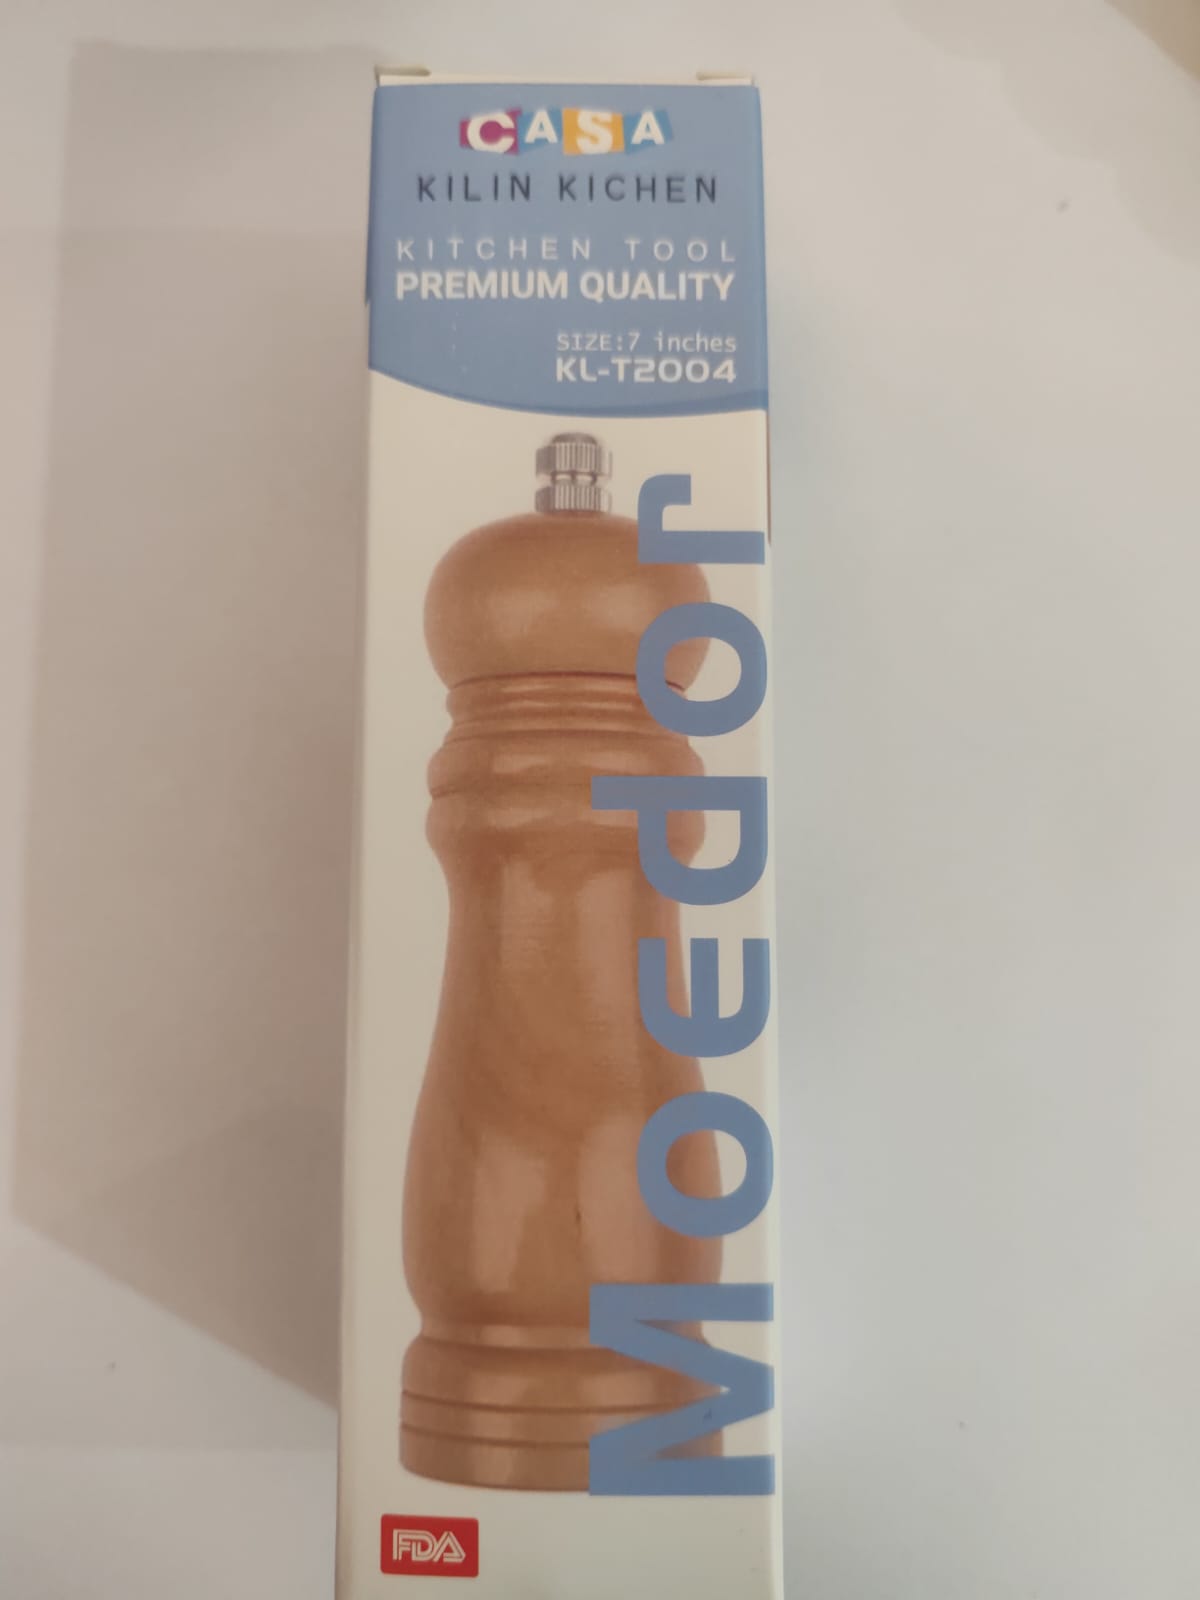 CASA
KILIN KICHEN
KITCHEN TOOL
PREMIUM QUALITY
SIZE:7 inches
KL-T2004
Moedor
FDA